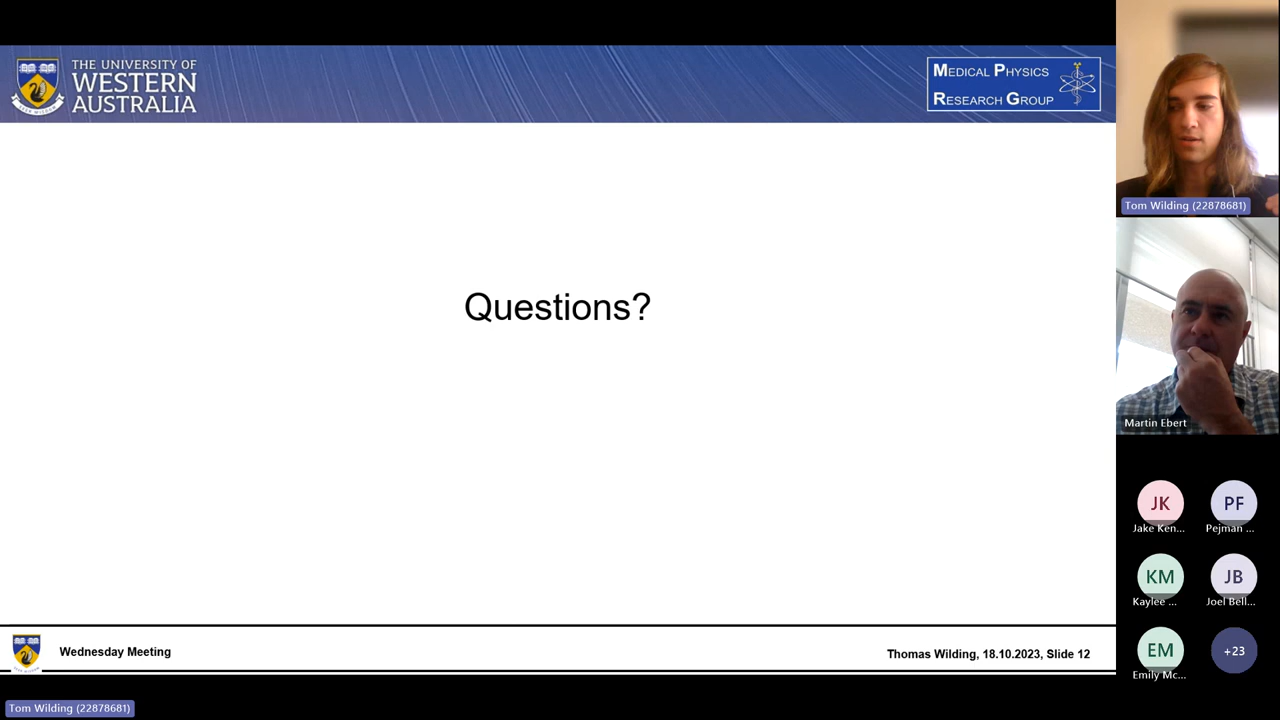 THE UNIVERSITY OF
WESTERN
AUSTRALIA
MEDICAL PHYSICS
RESEARCH GROUP
Questions?
Wednesday Meeting
Thomas Wilding, 18.10.2023, Slide 12
Tom Wilding (22878681)
Tom Wilding (22878681)
Martin Ebert
JK
PF
Jake Ken...
Pejman ...
KM
JB
Kaylee ...
Joel Bell...
EM
+23
Emily Mc...